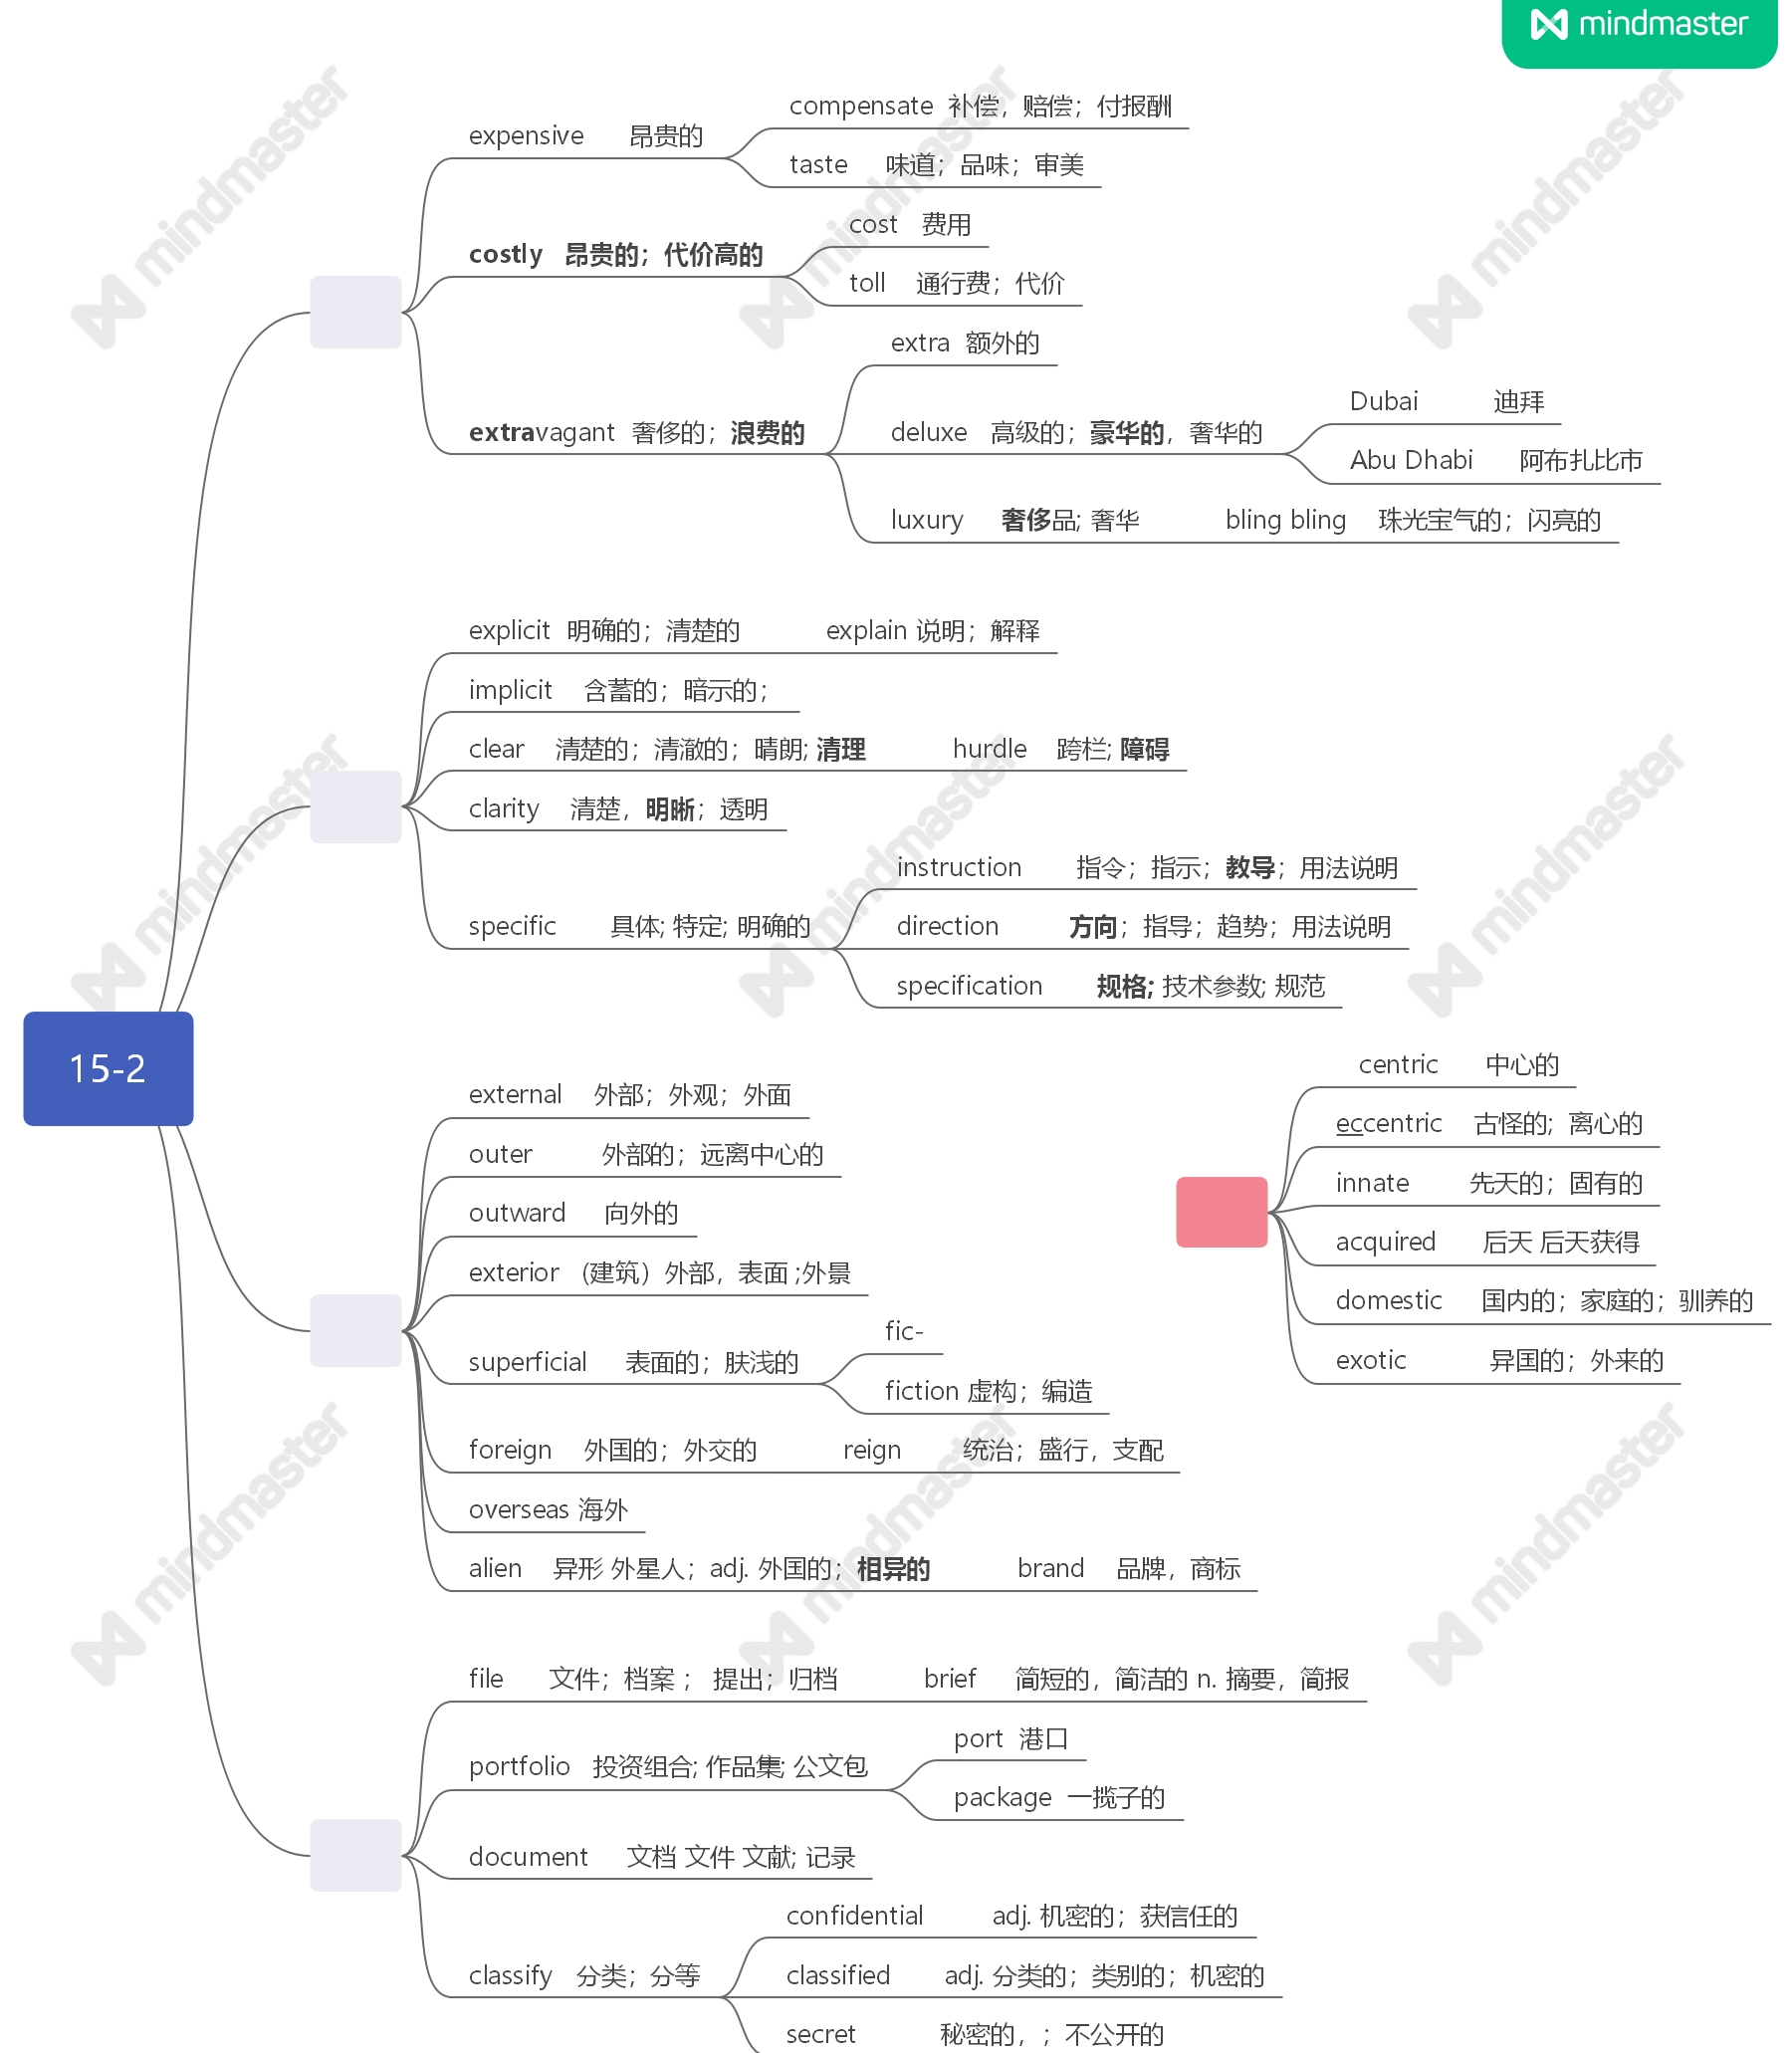 mindmaster
compensate 补偿，赔偿；付报酬
expensive 昂贵的
taste 味道；品味；审美
cost 费用
costly 昂贵的；代价高的
toll 通行费；代价
extra 额外的
Dubai 迪拜
extravagant 奢侈的；浪费的
deluxe 高级的；豪华的，奢华的
Abu Dhabi 阿布扎比市
luxury 奢侈品; 奢华 bling bling 珠光宝气的；闪亮的
explicit 明确的；清楚的 explain 说明；解释
implicit 含蓄的；暗示的；
clear 清楚的；清澈的；晴朗; 清理 hurdle 跨栏; 障碍
clarity 清楚，明晰；透明
instruction 指令；指示；教导；用法说明
specific 具体; 特定; 明确的
direction 方向；指导；趋势；用法说明
specification 规格; 技术参数; 规范
15-2
external 外部；外观；外面
outer 外部的；远离中心的
outward 向外的
exterior （建筑）外部，表面 ;外景
fic-
superficial 表面的；肤浅的
fiction 虚构；编造
foreign 外国的；外交的 reign 统治；盛行，支配
overseas 海外
alien 异形 外星人；adj. 外国的；相异的 brand 品牌，商标
centric 中心的
eccentric 古怪的；离心的
innate 先天的；固有的
acquired 后天 后天获得
domestic 国内的；家庭的；驯养的
exotic 异国的；外来的
file 文件；档案 ； 提出；归档 brief 简短的，简洁的 n. 摘要，简报
port 港口
portfolio 投资组合; 作品集; 公文包
package 一揽子的
document 文档 文件 文献; 记录
confidential adj. 机密的；获信任的
classify 分类；分等
classified adj. 分类的；类别的；机密的
secret 秘密的，；不公开的
mindmaster
mindmaster
mindmaster
mindmaster
mindmaster
mindmaster
mindmaster
mindmaster
mindmaster